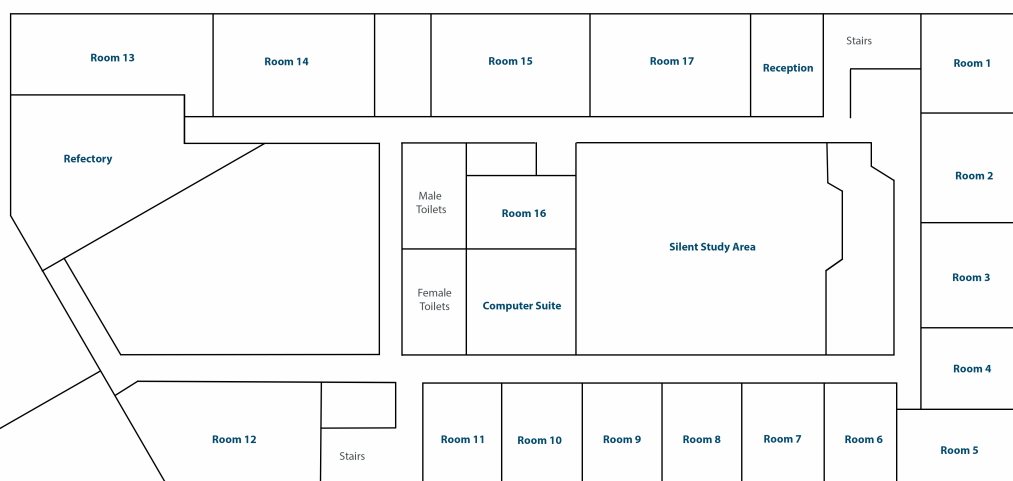 Room 13
Room 14
Room 15
Room 17
Reception
Stairs
Room 1
Refectory
Male
Toilets
Room 16
Silent Study Area
Room 2
Female
Toilets
Computer Suite
Room 3
Room 4
Room 12
Stairs
Room 11
Room 10
Room 9
Room 8
Room 7
Room 6
Room 5